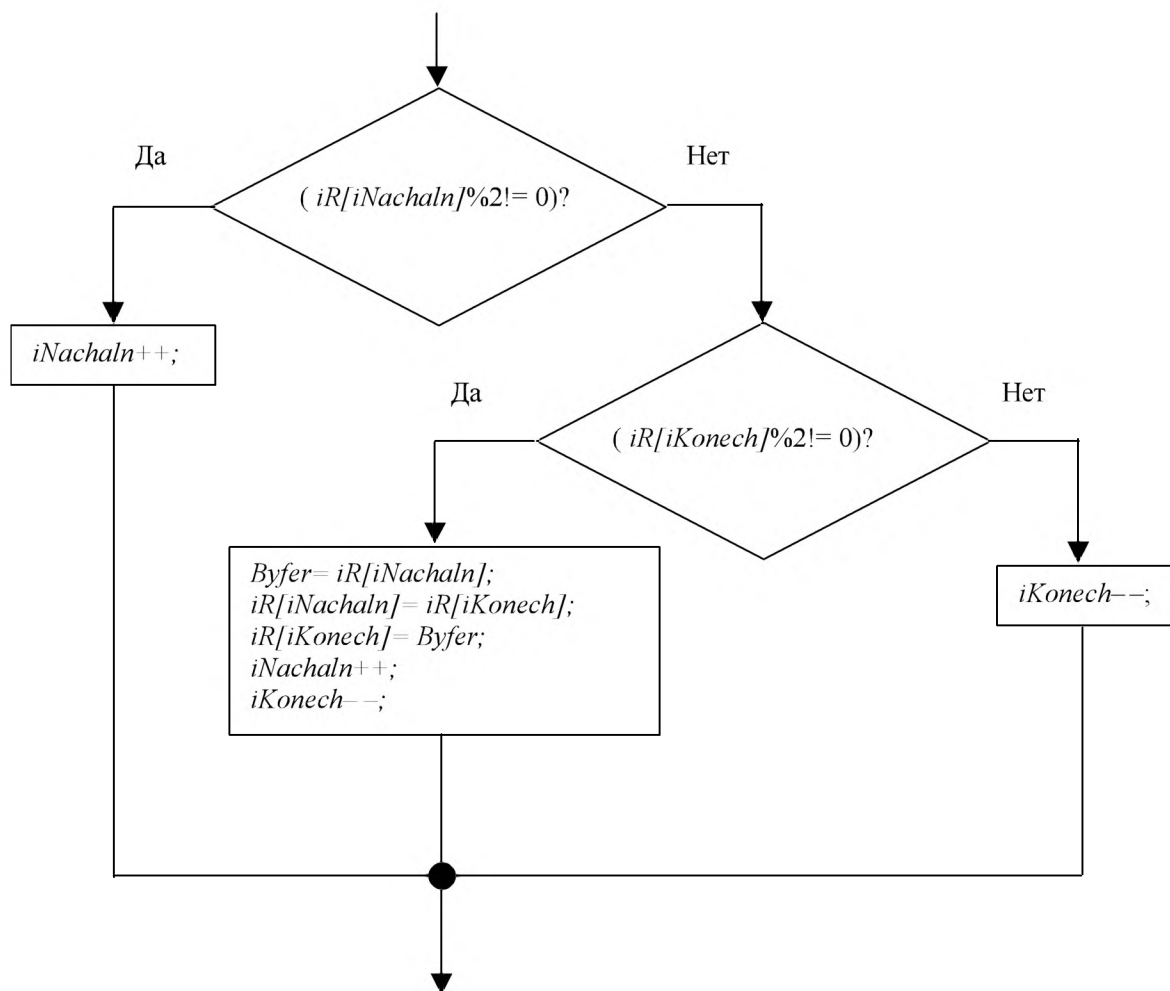 Да
Нет
( iR[iNachaln]%2!= 0)?
iNachaln++;
Да
Нет
( iR[iKonech]%2!= 0)?
Byfer= iR[iNachaln];
iR[iNachaln]= iR[iKonech];
iR[iKonech]= Byfer;
iNachaln++;
iKonech– –;
iKonech– –;